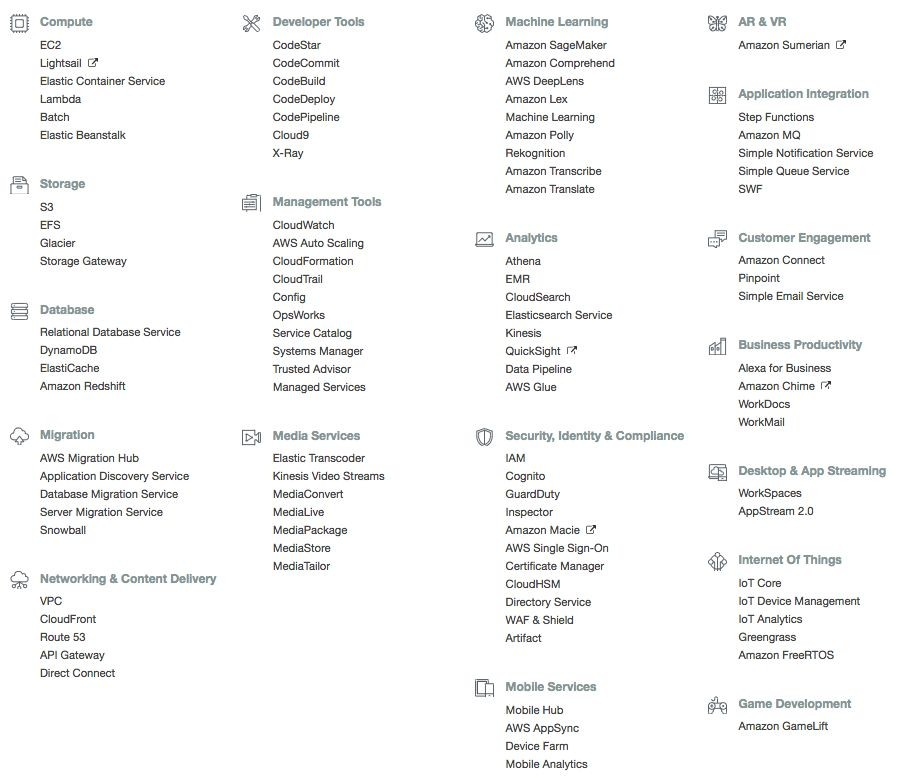 Compute
EC2
Lightsail
Elastic Container Service
Lambda
Batch
Elastic Beanstalk
Storage
S3
EFS
Glacier
Storage Gateway
Database
Relational Database Service
DynamoDB
ElastiCache
Amazon Redshift
Migration
AWS Migration Hub
Application Discovery Service
Database Migration Service
Server Migration Service
Snowball
Networking & Content Delivery
VPC
CloudFront
Route 53
API Gateway
Direct Connect
Developer Tools
CodeStar
CodeCommit
CodeBuild
CodeDeploy
CodePipeline
Cloud9
X-Ray
Management Tools
CloudWatch
AWS Auto Scaling
CloudFormation
CloudTrail
Config
OpsWorks
Service Catalog
Systems Manager
Trusted Advisor
Managed Services
Media Services
Elastic Transcoder
Kinesis Video Streams
MediaConvert
MediaLive
MediaPackage
MediaStore
MediaTailor
Machine Learning
Amazon SageMaker
Amazon Comprehend
AWS DeepLens
Amazon Lex
Machine Learning
Amazon Polly
Rekognition
Amazon Transcribe
Amazon Translate
Analytics
Athena
EMR
CloudSearch
Elasticsearch Service
Kinesis
QuickSight
Data Pipeline
AWS Glue
Security, Identity & Compliance
IAM
Cognito
GuardDuty
Inspector
Amazon Macie
AWS Single Sign-On
Certificate Manager
CloudHSM
Directory Service
WAF & Shield
Artifact
Mobile Services
Mobile Hub
AWS AppSync
Device Farm
Mobile Analytics
AR & VR
Amazon Sumerian
Application Integration
Step Functions
Amazon MQ
Simple Notification Service
Simple Queue Service
SWF
Customer Engagement
Amazon Connect
Pinpoint
Simple Email Service
Business Productivity
Alexa for Business
Amazon Chime
WorkDocs
WorkMail
Desktop & App Streaming
WorkSpaces
AppStream 2.0
Internet Of Things
IoT Core
IoT Device Management
IoT Analytics
Greengrass
Amazon FreeRTOS
Game Development
Amazon GameLift